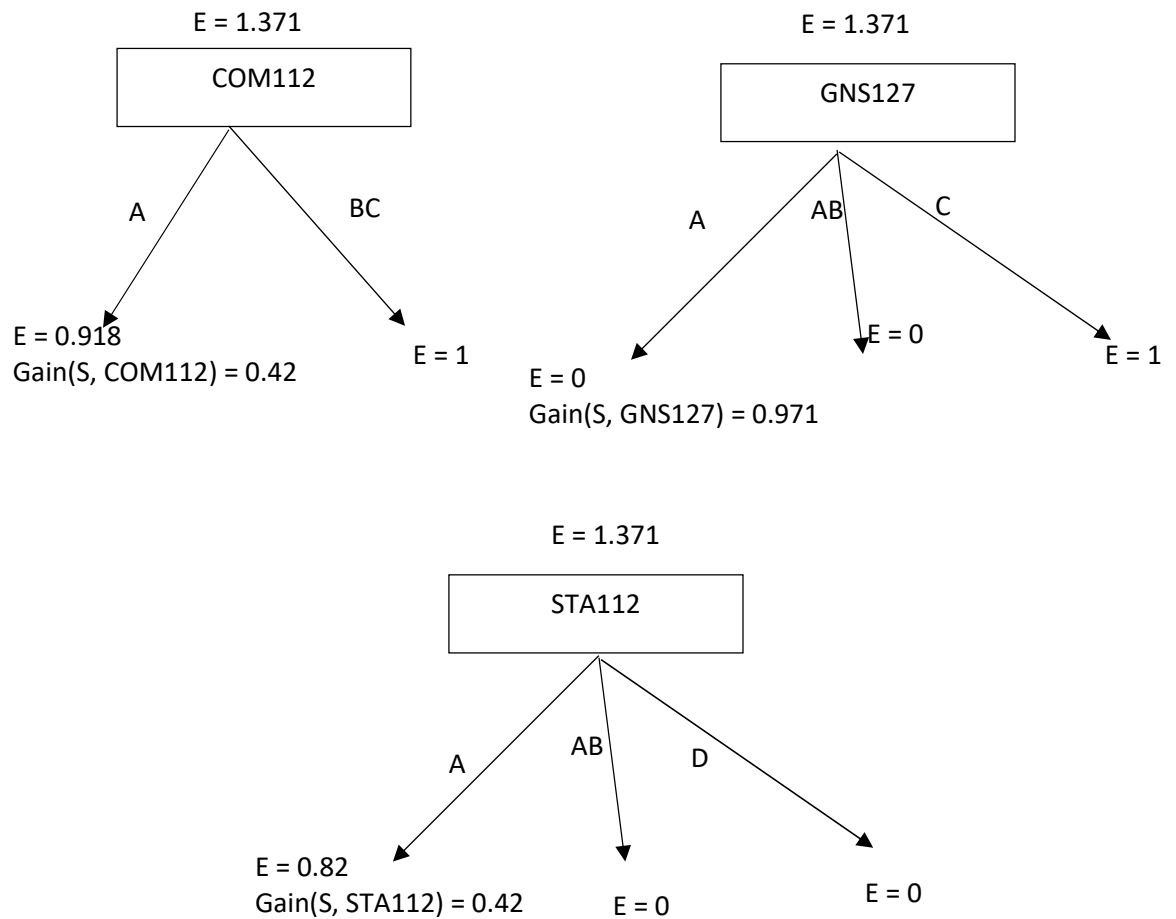 E = 1.371
COM112
A
BC
E = 0.918
Gain(S, COM112) = 0.42
E = 1
E = 1.371
GNS127
A
AB
C
E = 0
Gain(S, GNS127) = 0.971
E = 0
E = 1
E = 1.371
STA112
A
AB
D
E = 0.82
Gain(S, STA112) = 0.42
E = 0
E = 0